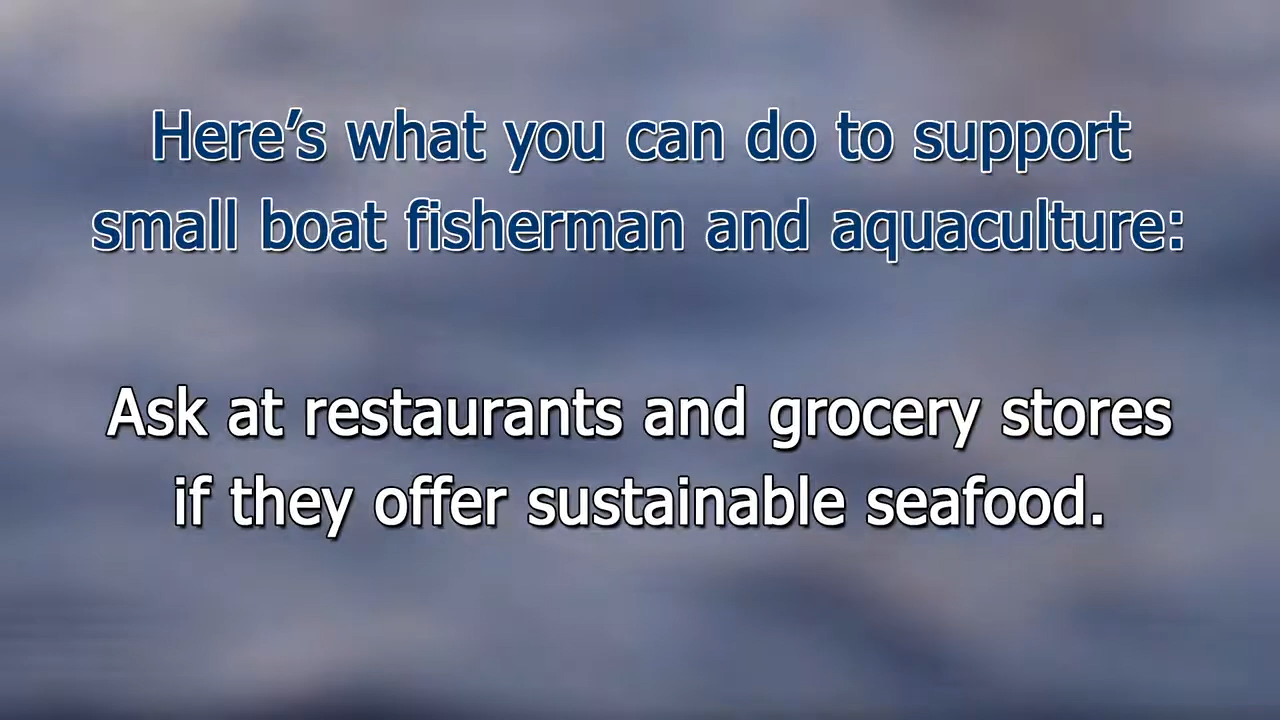 Here’s what you can do to support
small boat fisherman and aquaculture:
Ask at restaurants and grocery stores
if they offer sustainable seafood.